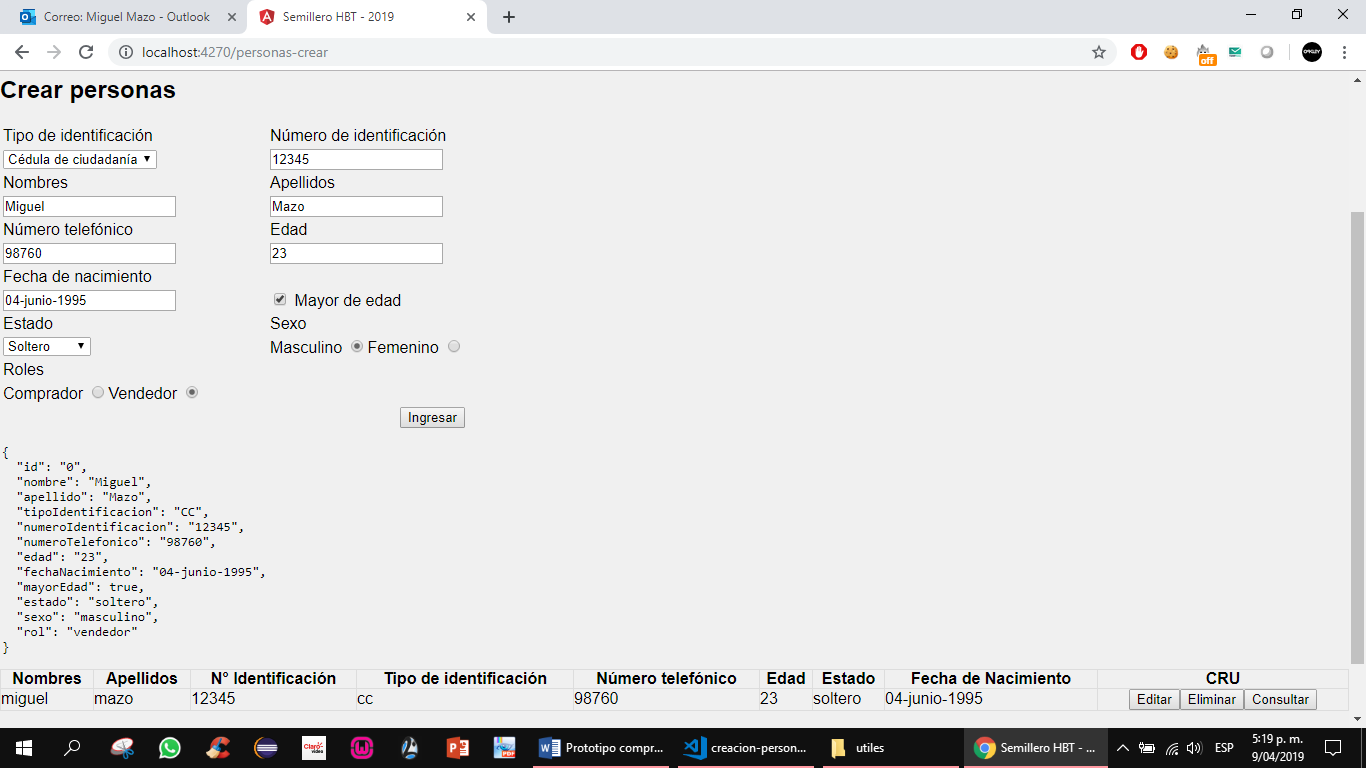 Correo: Miguel Mazo - Outlook
Semillero HBT - 2019
localhost:4270/personas-crear
off
OAKLEY
Crear personas
Tipo de identificación Número de identificación
Cédula de ciudadanía 12345
Nombres Apellidos
Miguel Mazo
Número telefónico Edad
98760 23
Fecha de nacimiento
04-junio-1995 Mayor de edad
Estado Sexo
Soltero Masculino Femenino
Roles
Comprador Vendedor
Ingresar
{
"id": "0",
"nombre": "Miguel",
"apellido": "Mazo",
"tipoIdentificacion": "CC",
"numeroIdentificacion": "12345",
"numeroTelefonico": "98760",
"edad": "23",
"fechaNacimiento": "04-junio-1995",
"mayorEdad": true,
"estado": "soltero",
"sexo": "masculino",
"rol": "vendedor"
}
Nombres Apellidos N° Identificación Tipo de identificación Número telefónico Edad Estado Fecha de Nacimiento CRU
miguel mazo 12345 cc 98760 23 soltero 04-junio-1995 Editar Eliminar Consultar
Claro video
PDF
Prototipo compr...
creacion-person...
utiles
Semillero HBT - ...
ESP
5:19 p. m.
9/04/2019